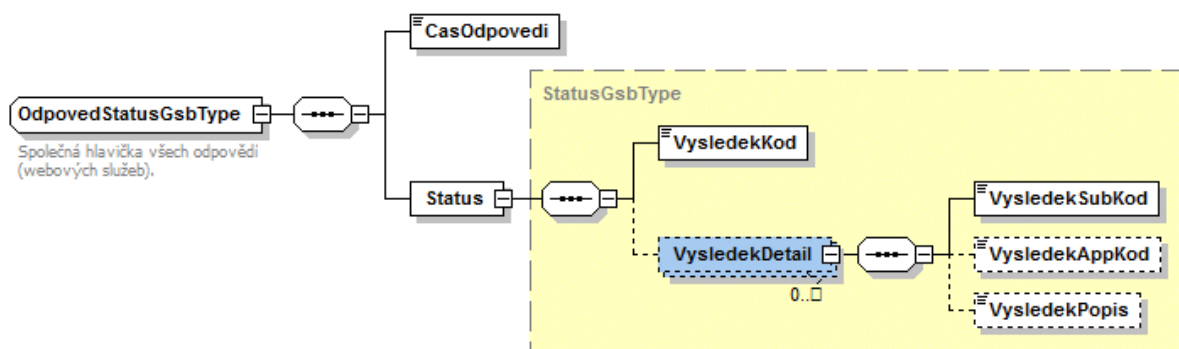 CasOdpovedi
StatusGsbType
OdpovedStatusGsbType
Společná hlavička všech odpovědí
(webových služeb).
VysledekKod
Status
VysledekSubKod
VysledekDetail
VysledekAppKod
0..□
VysledekPopis